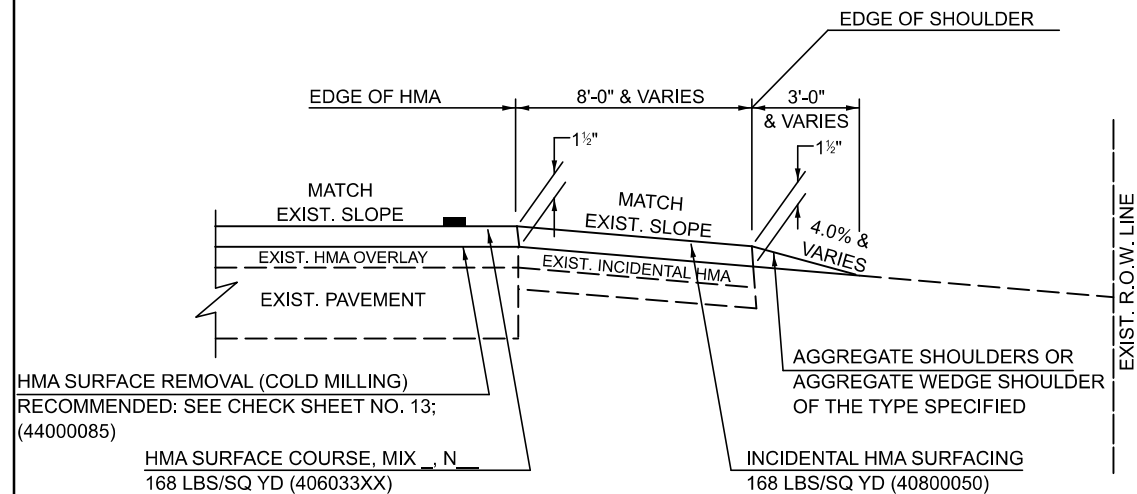 EDGE OF SHOULDER
EDGE OF HMA
8'-0" & VARIES
3'-0"
& VARIES
1½"
1½"
MATCH
EXIST. SLOPE
MATCH
EXIST. SLOPE
4.0% &
VARIES
EXIST. HMA OVERLAY
EXIST. INCIDENTAL HMA
EXIST. PAVEMENT
EXIST. R.O.W. LINE
HMA SURFACE REMOVAL (COLD MILLING)
RECOMMENDED: SEE CHECK SHEET NO. 13;
(44000085)
AGGREGATE SHOULDERS OR
AGGREGATE WEDGE SHOULDER
OF THE TYPE SPECIFIED
HMA SURFACE COURSE, MIX _, N__
168 LBS/SQ YD (406033XX)
INCIDENTAL HMA SURFACING
168 LBS/SQ YD (40800050)